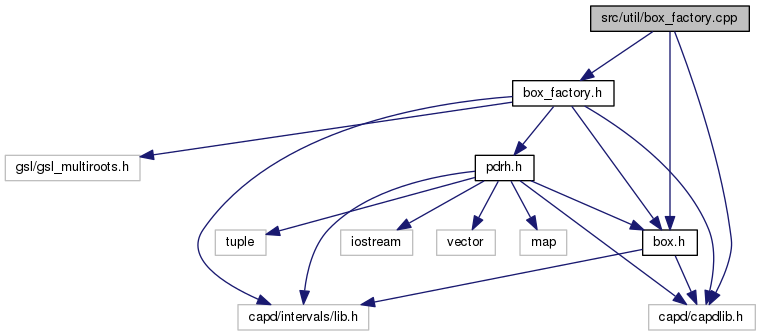 src/util/box_factory.cpp
box_factory.h
gsl/gsl_multiroots.h
pdrh.h
tuple
iostream
vector
map
box.h
capd/intervals/lib.h
capd/capdlib.h